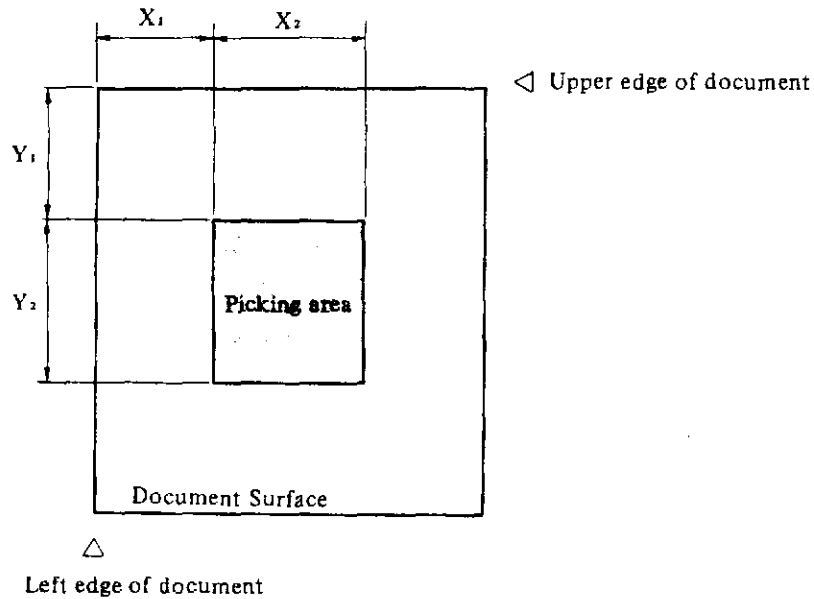 X₁ X₂
Upper edge of document
Y₁
Y₂
Picking area
Document Surface
Left edge of document